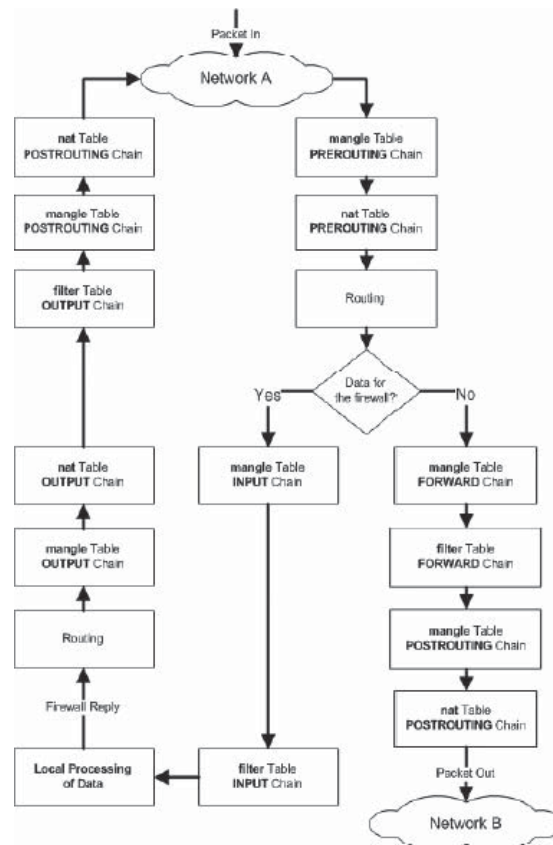 Packet In
Network A
nat Table
POSTROUTING Chain
mangle Table
POSTROUTING Chain
filter Table
OUTPUT Chain
nat Table
OUTPUT Chain
mangle Table
OUTPUT Chain
Routing
Firewall Reply
Local Processing
of Data
mangle Table
PREROUTING Chain
nat Table
PREROUTING Chain
Routing
Data for
the firewall?
Yes
No
mangle Table
INPUT Chain
filter Table
INPUT Chain
mangle Table
FORWARD Chain
filter Table
FORWARD Chain
mangle Table
POSTROUTING Chain
nat Table
POSTROUTING Chain
Packet Out
Network B